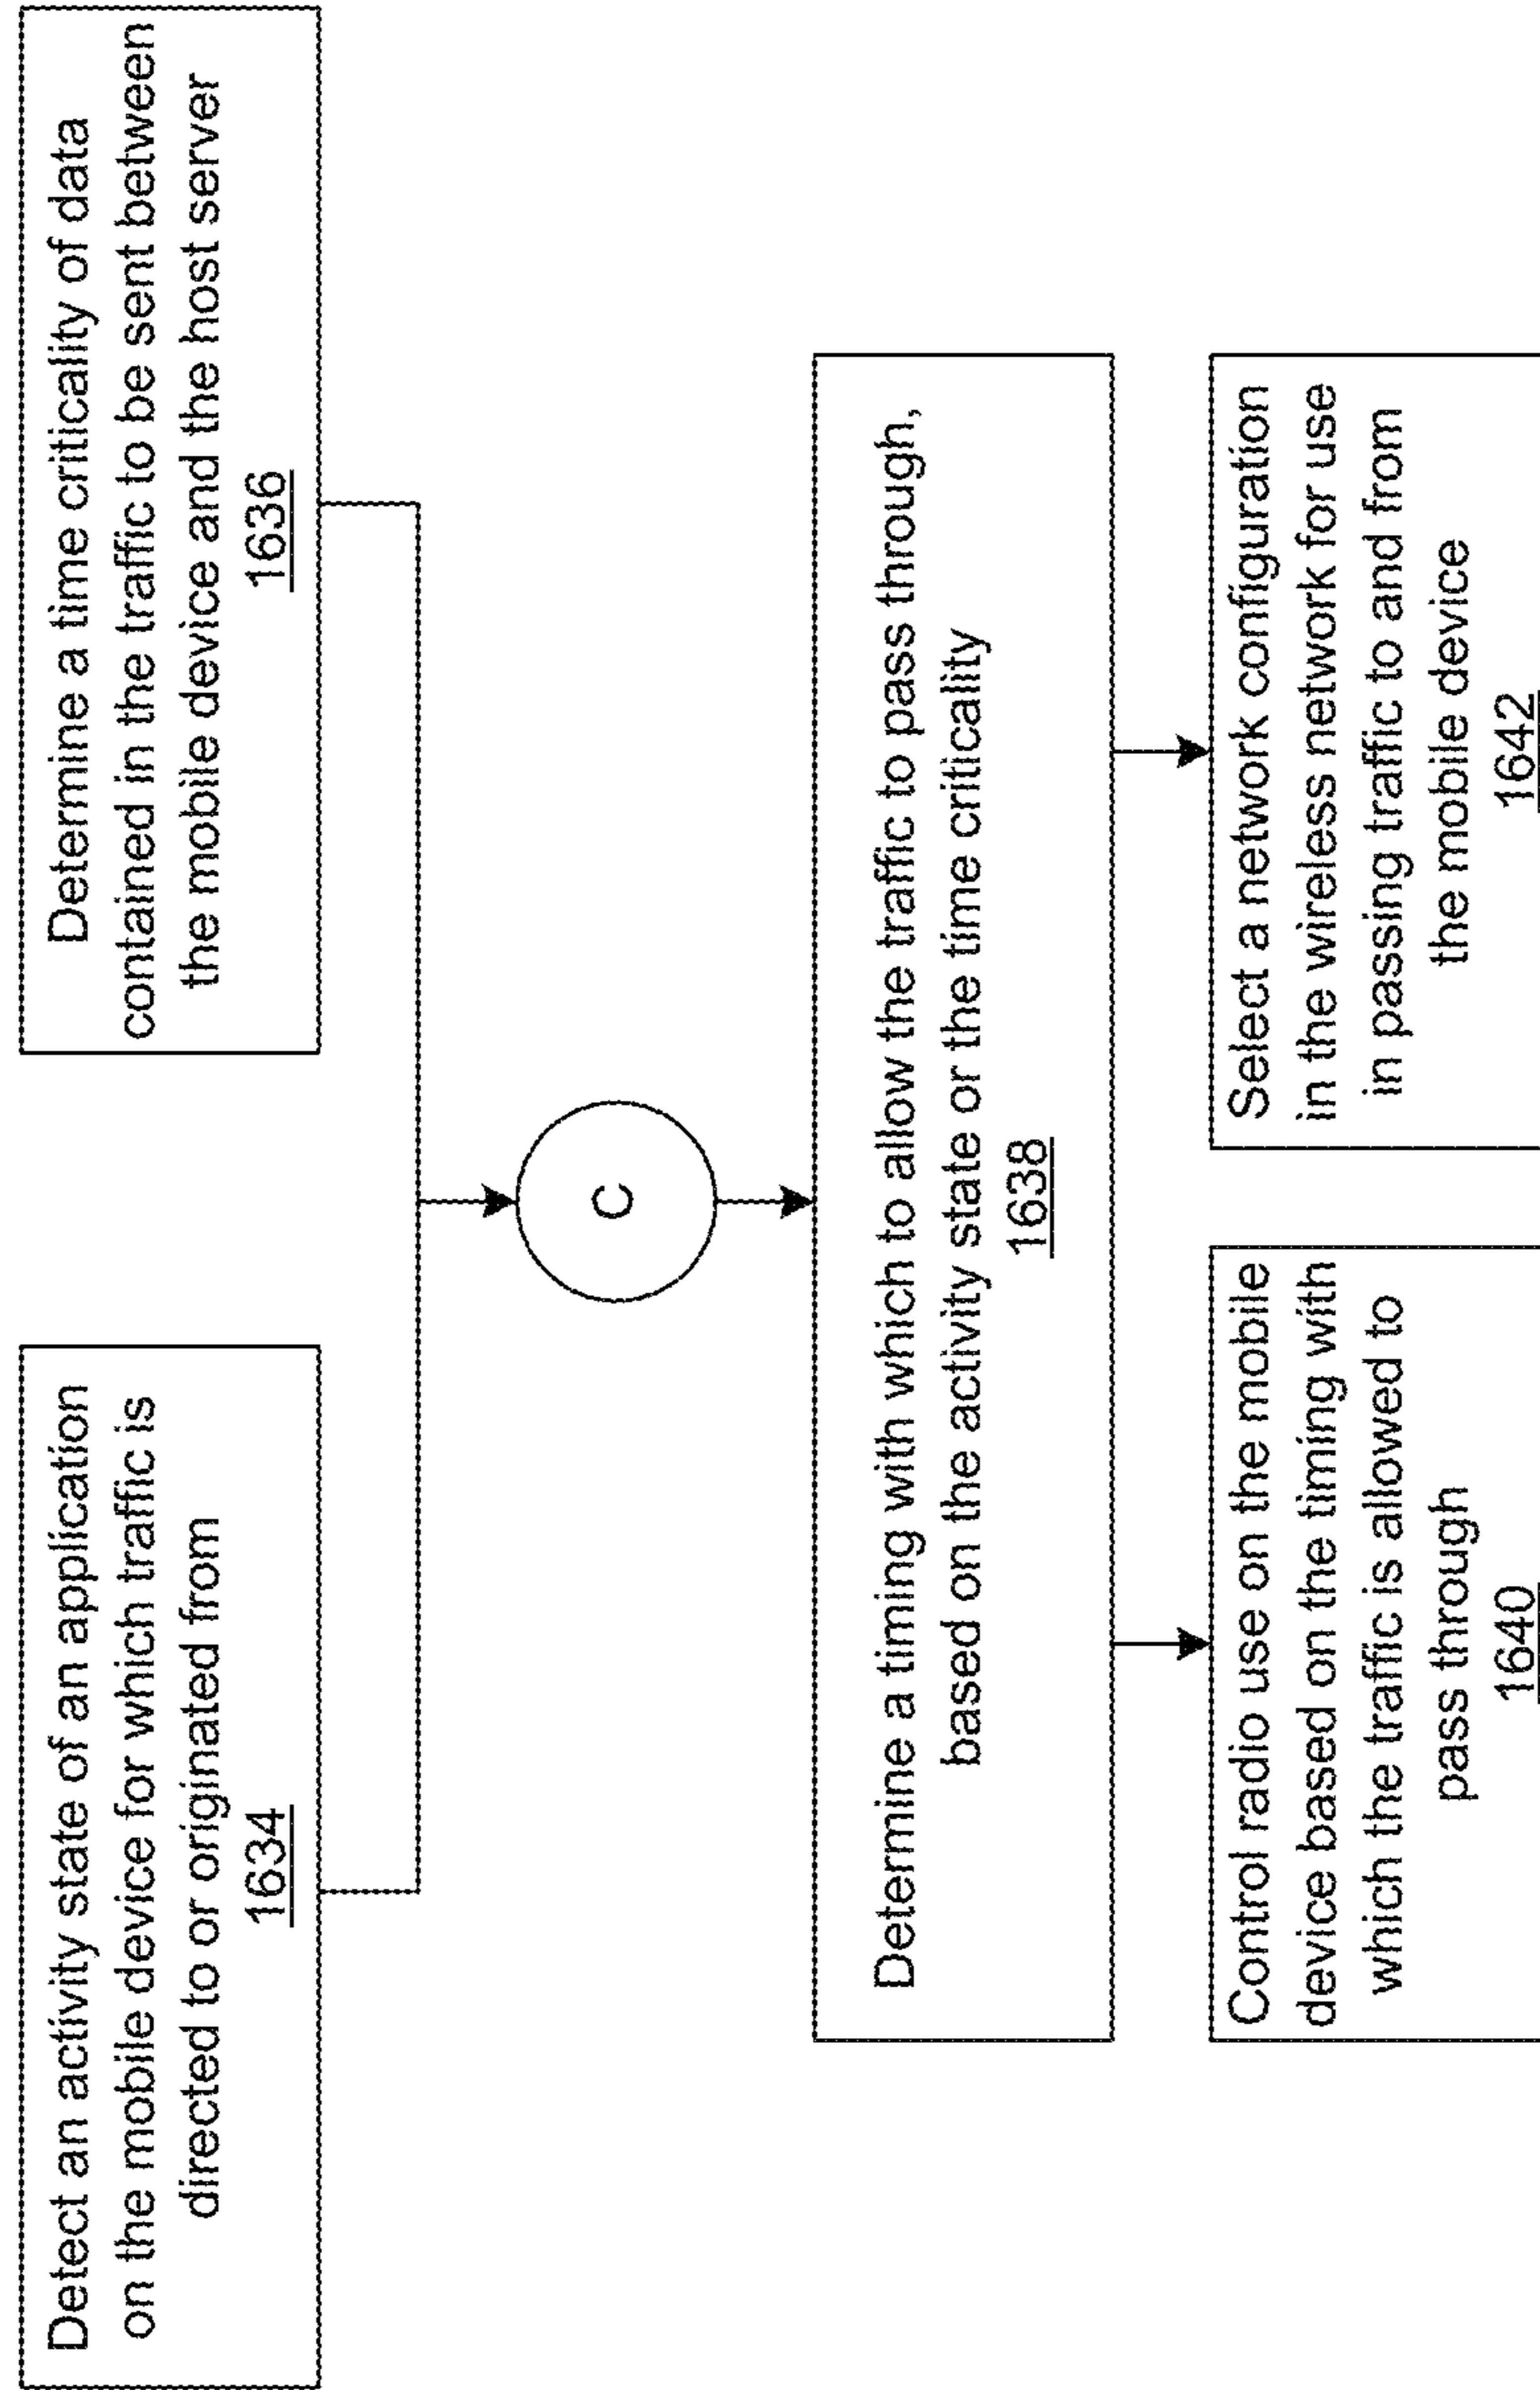 Detect an activity state of an application
on the mobile device for which traffic is
directed to or originated from
1634
Determine a time criticality of data
contained in the traffic to be sent between
the mobile device and the host server
1636
C
Determine a timing with which to allow the traffic to pass through,
based on the activity state or the time criticality
1638
Control radio use on the mobile
device based on the timing with
which the traffic is allowed to
pass through
1640
Select a network configuration
in the wireless network for use
in passing traffic to and from
the mobile device
1642